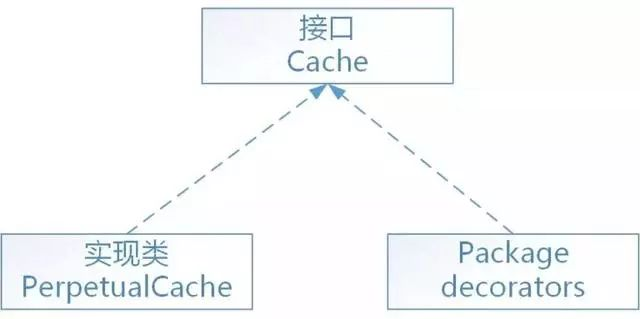 接口
Cache
实现类
PerpetualCache
Package
decorators